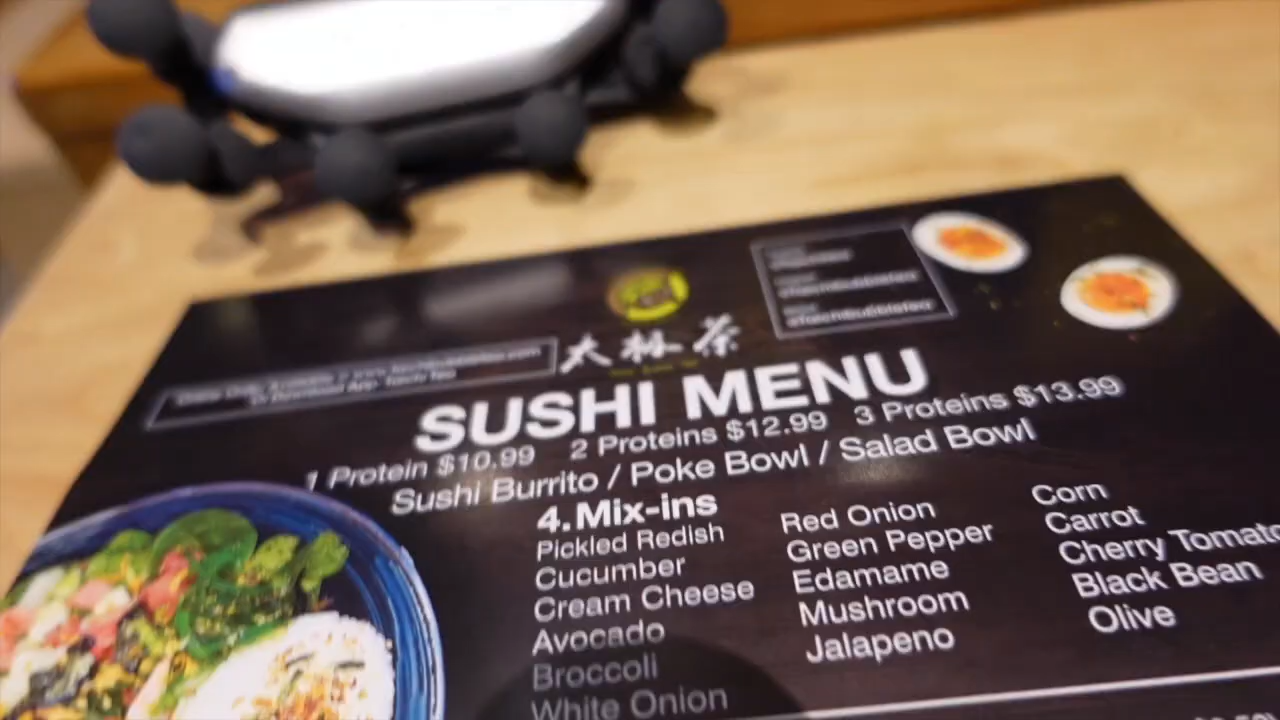 太林茶
SUSHI MENU
1 Protein $10.99 2 Proteins $12.99 3 Proteins $13.99
Sushi Burrito / Poke Bowl / Salad Bowl
4. Mix-ins
Pickled Redish
Cucumber
Cream Cheese
Avocado
Broccoli
White Onion
Red Onion
Green Pepper
Edamame
Mushroom
Jalapeno
Corn
Carrot
Cherry Tomato
Black Bean
Olive